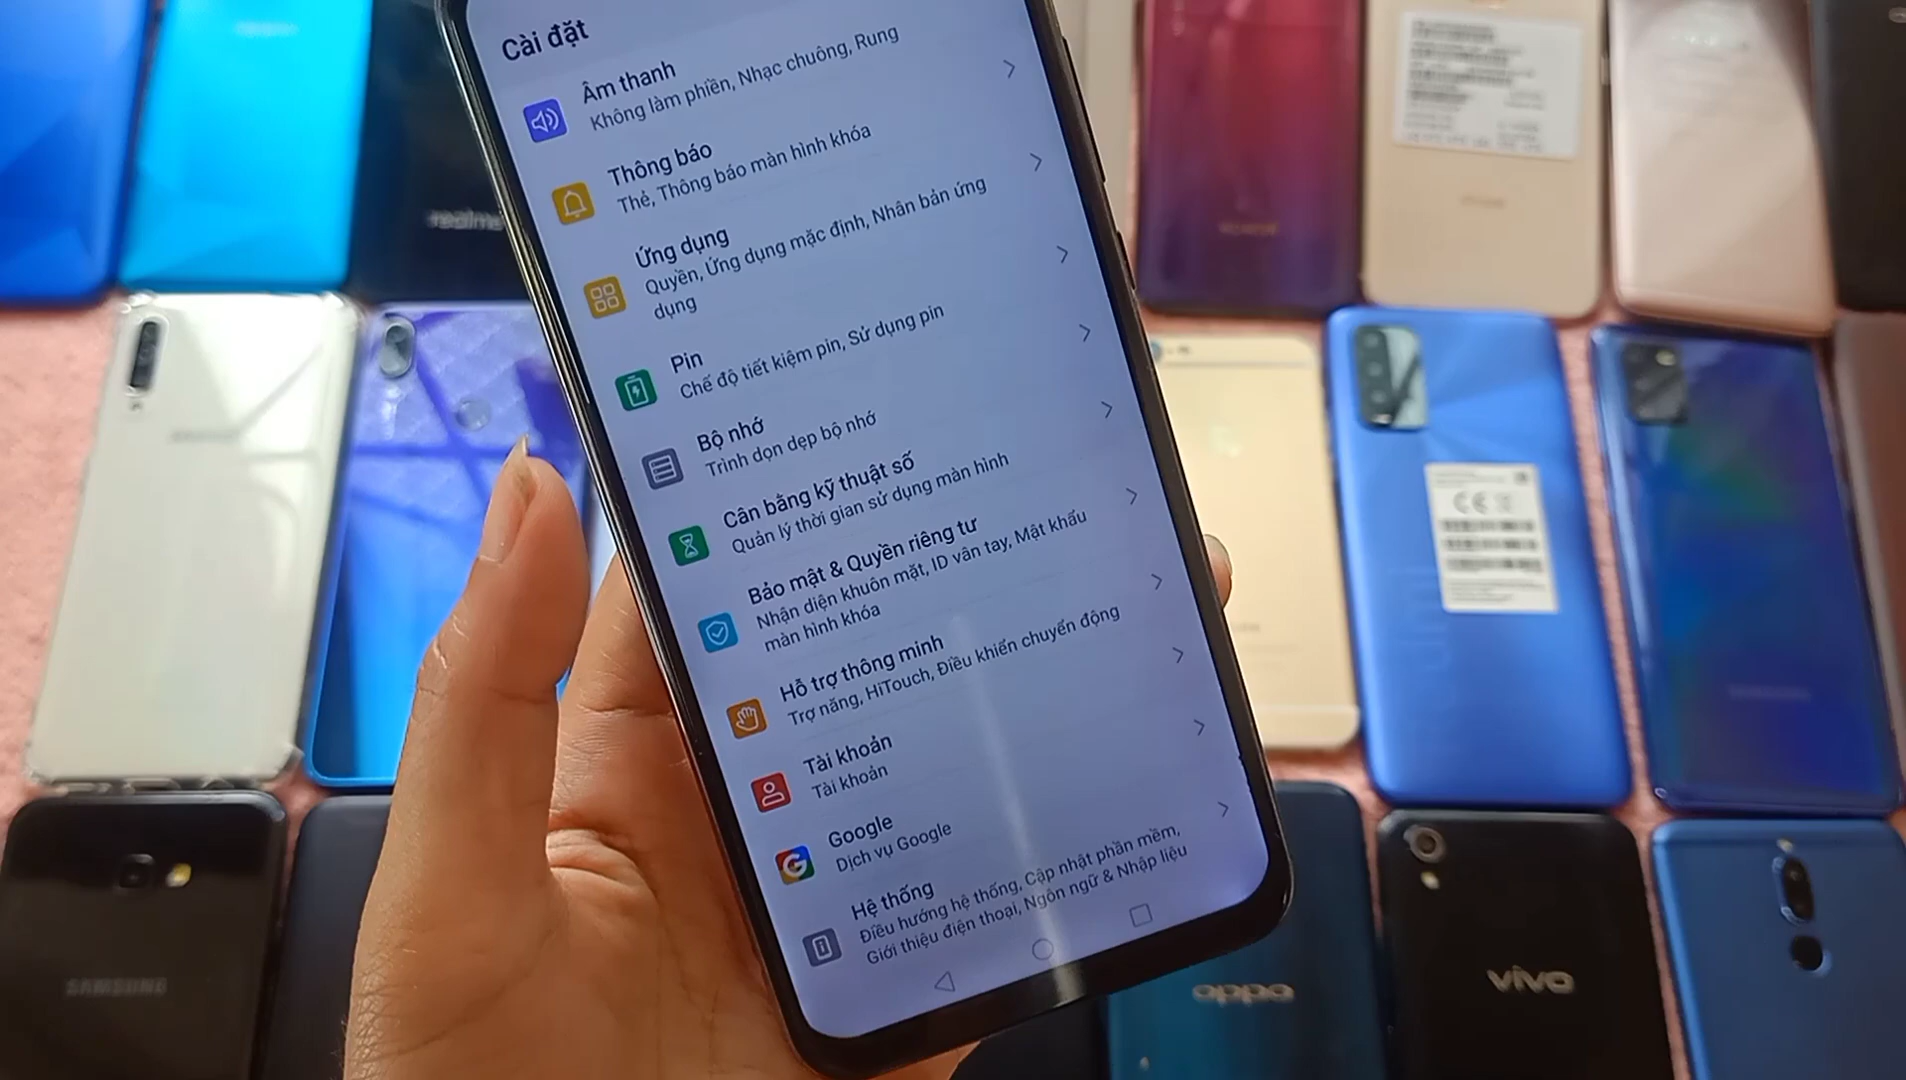 Cài đặt
Âm thanh
Không làm phiền, Nhạc chuông, Rung
Thông báo
Thẻ, Thông báo màn hình khóa
Ứng dụng
Quyền, Ứng dụng mặc định, Nhân bản ứng
dụng
Pin
Chế độ tiết kiệm pin, Sử dụng pin
Bộ nhớ
Trình dọn dẹp bộ nhớ
Cân bằng kỹ thuật số
Quản lý thời gian sử dụng màn hình
Bảo mật & Quyền riêng tư
Nhận diện khuôn mặt, ID vân tay, Mật khẩu
màn hình khóa
Hỗ trợ thông minh
Trợ năng, HiTouch, Điều khiển chuyển động
Tài khoản
Tài khoản
Google
Dịch vụ Google
Hệ thống
Điều hướng hệ thống, Cập nhật phần mềm,
Giới thiệu điện thoại, Ngôn ngữ & Nhập liệu
realme
CE
SAMSUNG
oppo
vivo